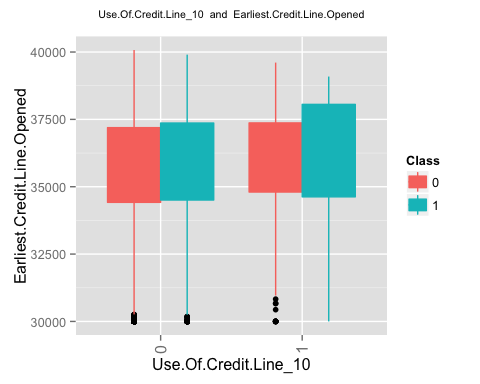 Use.Of.Credit.Line_10 and Earliest.Credit.Line.Opened
40000
37500
35000
32500
30000
Earliest.Credit.Line.Opened
0
1
Use.Of.Credit.Line_10
Class
0
1